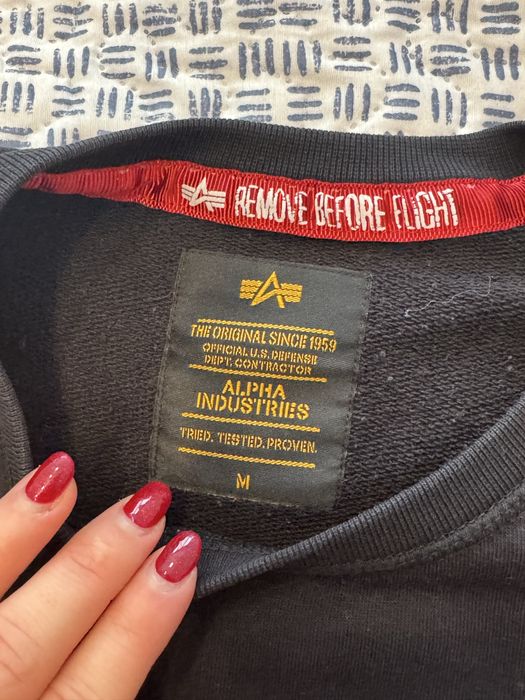 REMOVE BEFORE FLIGHT
THE ORIGINAL SINCE 1959
OFFICIAL U.S. DEFENSE
DEPT. CONTRACTOR
ALPHA
INDUSTRIES
TRIED. TESTED. PROVEN.
M